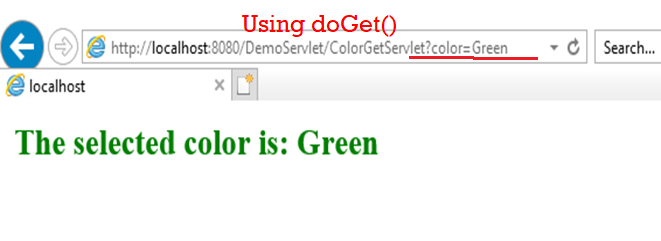 Using doGet()
http://localhost:8080/DemoServlet/ColorGetServlet?color=Green
Search...
localhost
The selected color is: Green